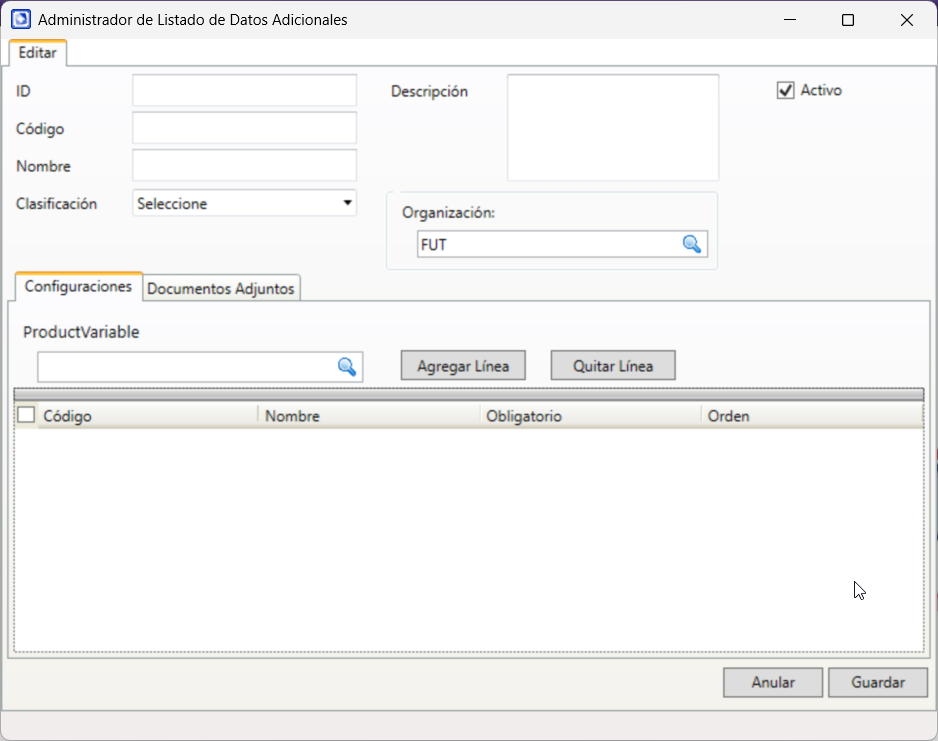 Administrador de Listado de Datos Adicionales
Editar
ID
Descripción
Activo
Código
Nombre
Clasificación
Seleccione
Organización:
FUT
Configuraciones
Documentos Adjuntos
ProductVariable
Agregar Línea
Quitar Línea
Código
Nombre
Obligatorio
Orden
Anular
Guardar